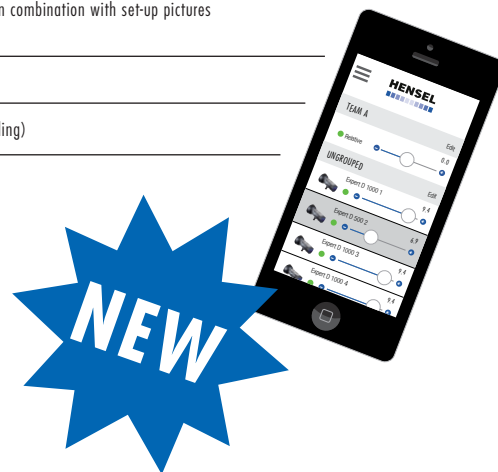 n combination with set-up pictures
ling)
HENSEL
TEAM A
Edit
Relative
0.0
UNGROUPED
Edit
Expert D 1000 1
9.4
Expert D 500 2
6.9
Expert D 1000 3
9.4
Expert D 1000 4
9.4
NEW